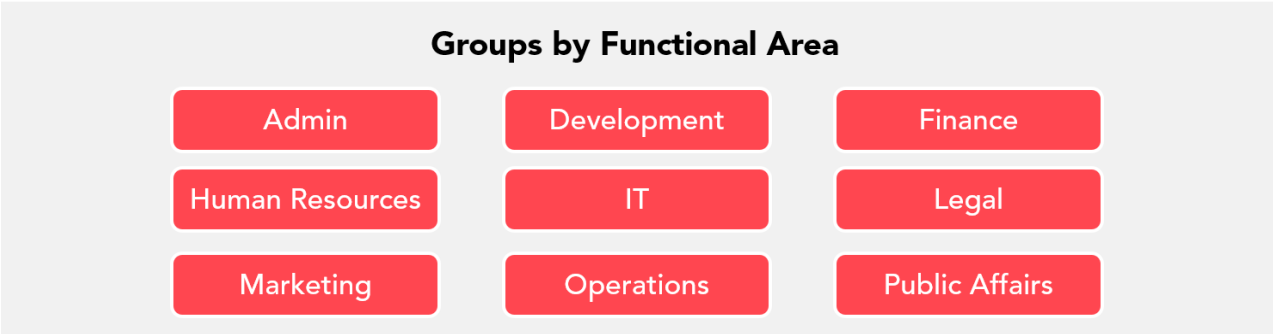 Groups by Functional Area
Admin
Development
Finance
Human Resources
IT
Legal
Marketing
Operations
Public Affairs